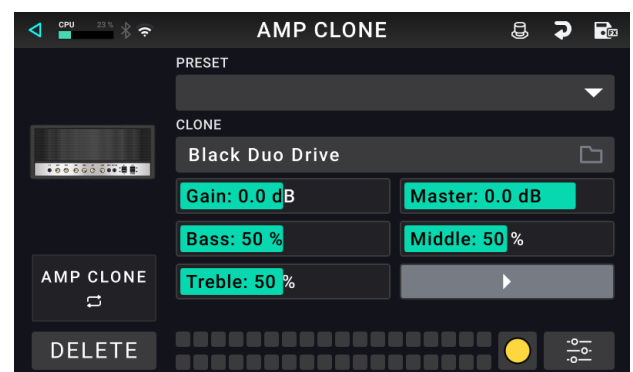 CPU 23 % AMP CLONE
PRESET
CLONE
Black Duo Drive
Gain: 0.0 dB Master: 0.0 dB
Bass: 50 % Middle: 50 %
AMP CLONE Treble: 50 %
DELETE